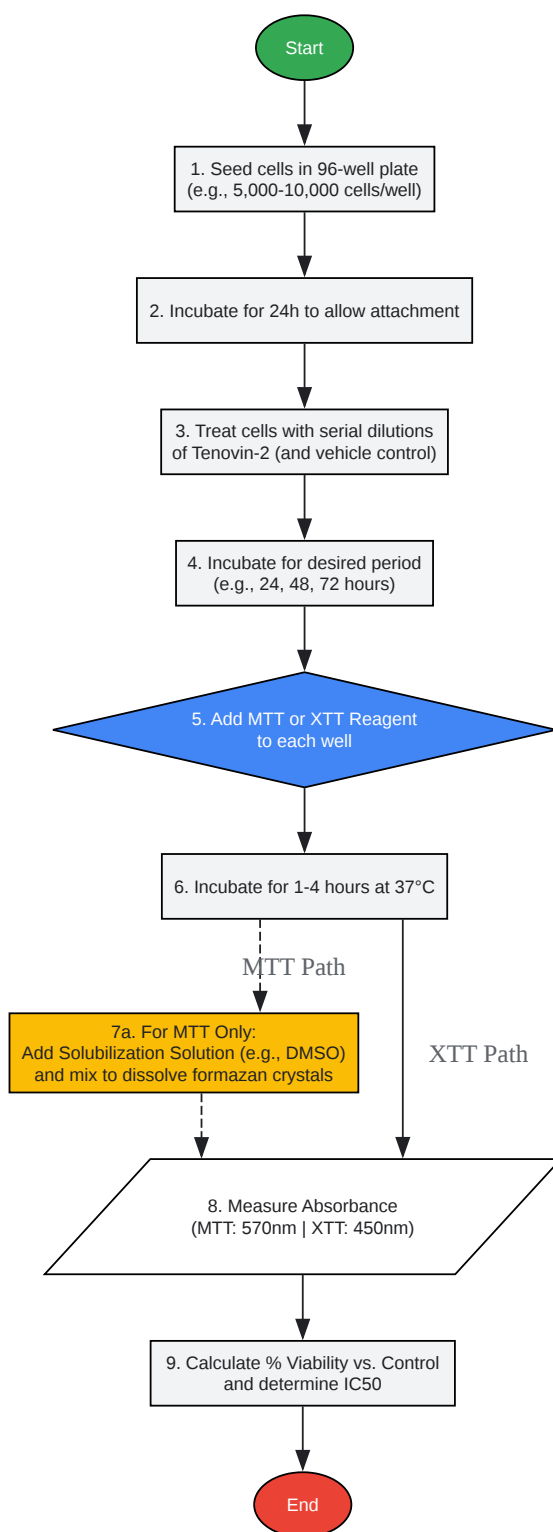 Start
1. Seed cells in 96-well plate
(e.g., 5,000-10,000 cells/well)
2. Incubate for 24h to allow attachment
3. Treat cells with serial dilutions
of Tenovin-2 (and vehicle control)
4. Incubate for desired period
(e.g., 24, 48, 72 hours)
5. Add MTT or XTT Reagent
to each well
6. Incubate for 1-4 hours at 37°C
MTT Path
7a. For MTT Only:
Add Solubilization Solution (e.g., DMSO)
and mix to dissolve formazan crystals
XTT Path
8. Measure Absorbance
(MTT: 570nm | XTT: 450nm)
9. Calculate % Viability vs. Control
and determine IC50
End